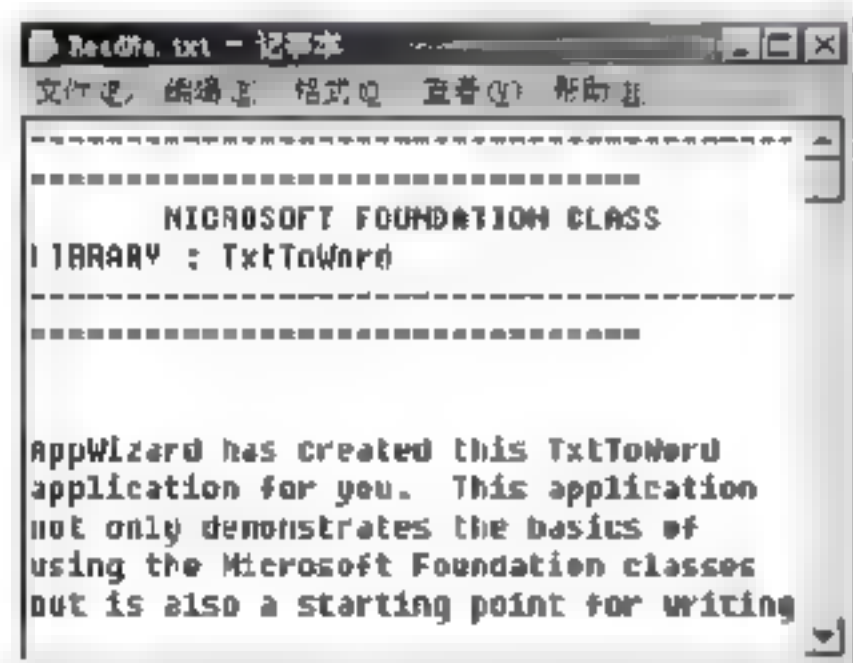 ReadMe.txt - 记事本
文件(F) 编辑(E) 格式(O) 查看(V) 帮助(H)
================================================
================================
MICROSOFT FOUNDATION CLASS
LIBRARY : TxtToWord
================================================
================================
AppWizard has created this TxtToWord
application for you.  This application
not only demonstrates the basics of
using the Microsoft Foundation classes
but is also a starting point for writing